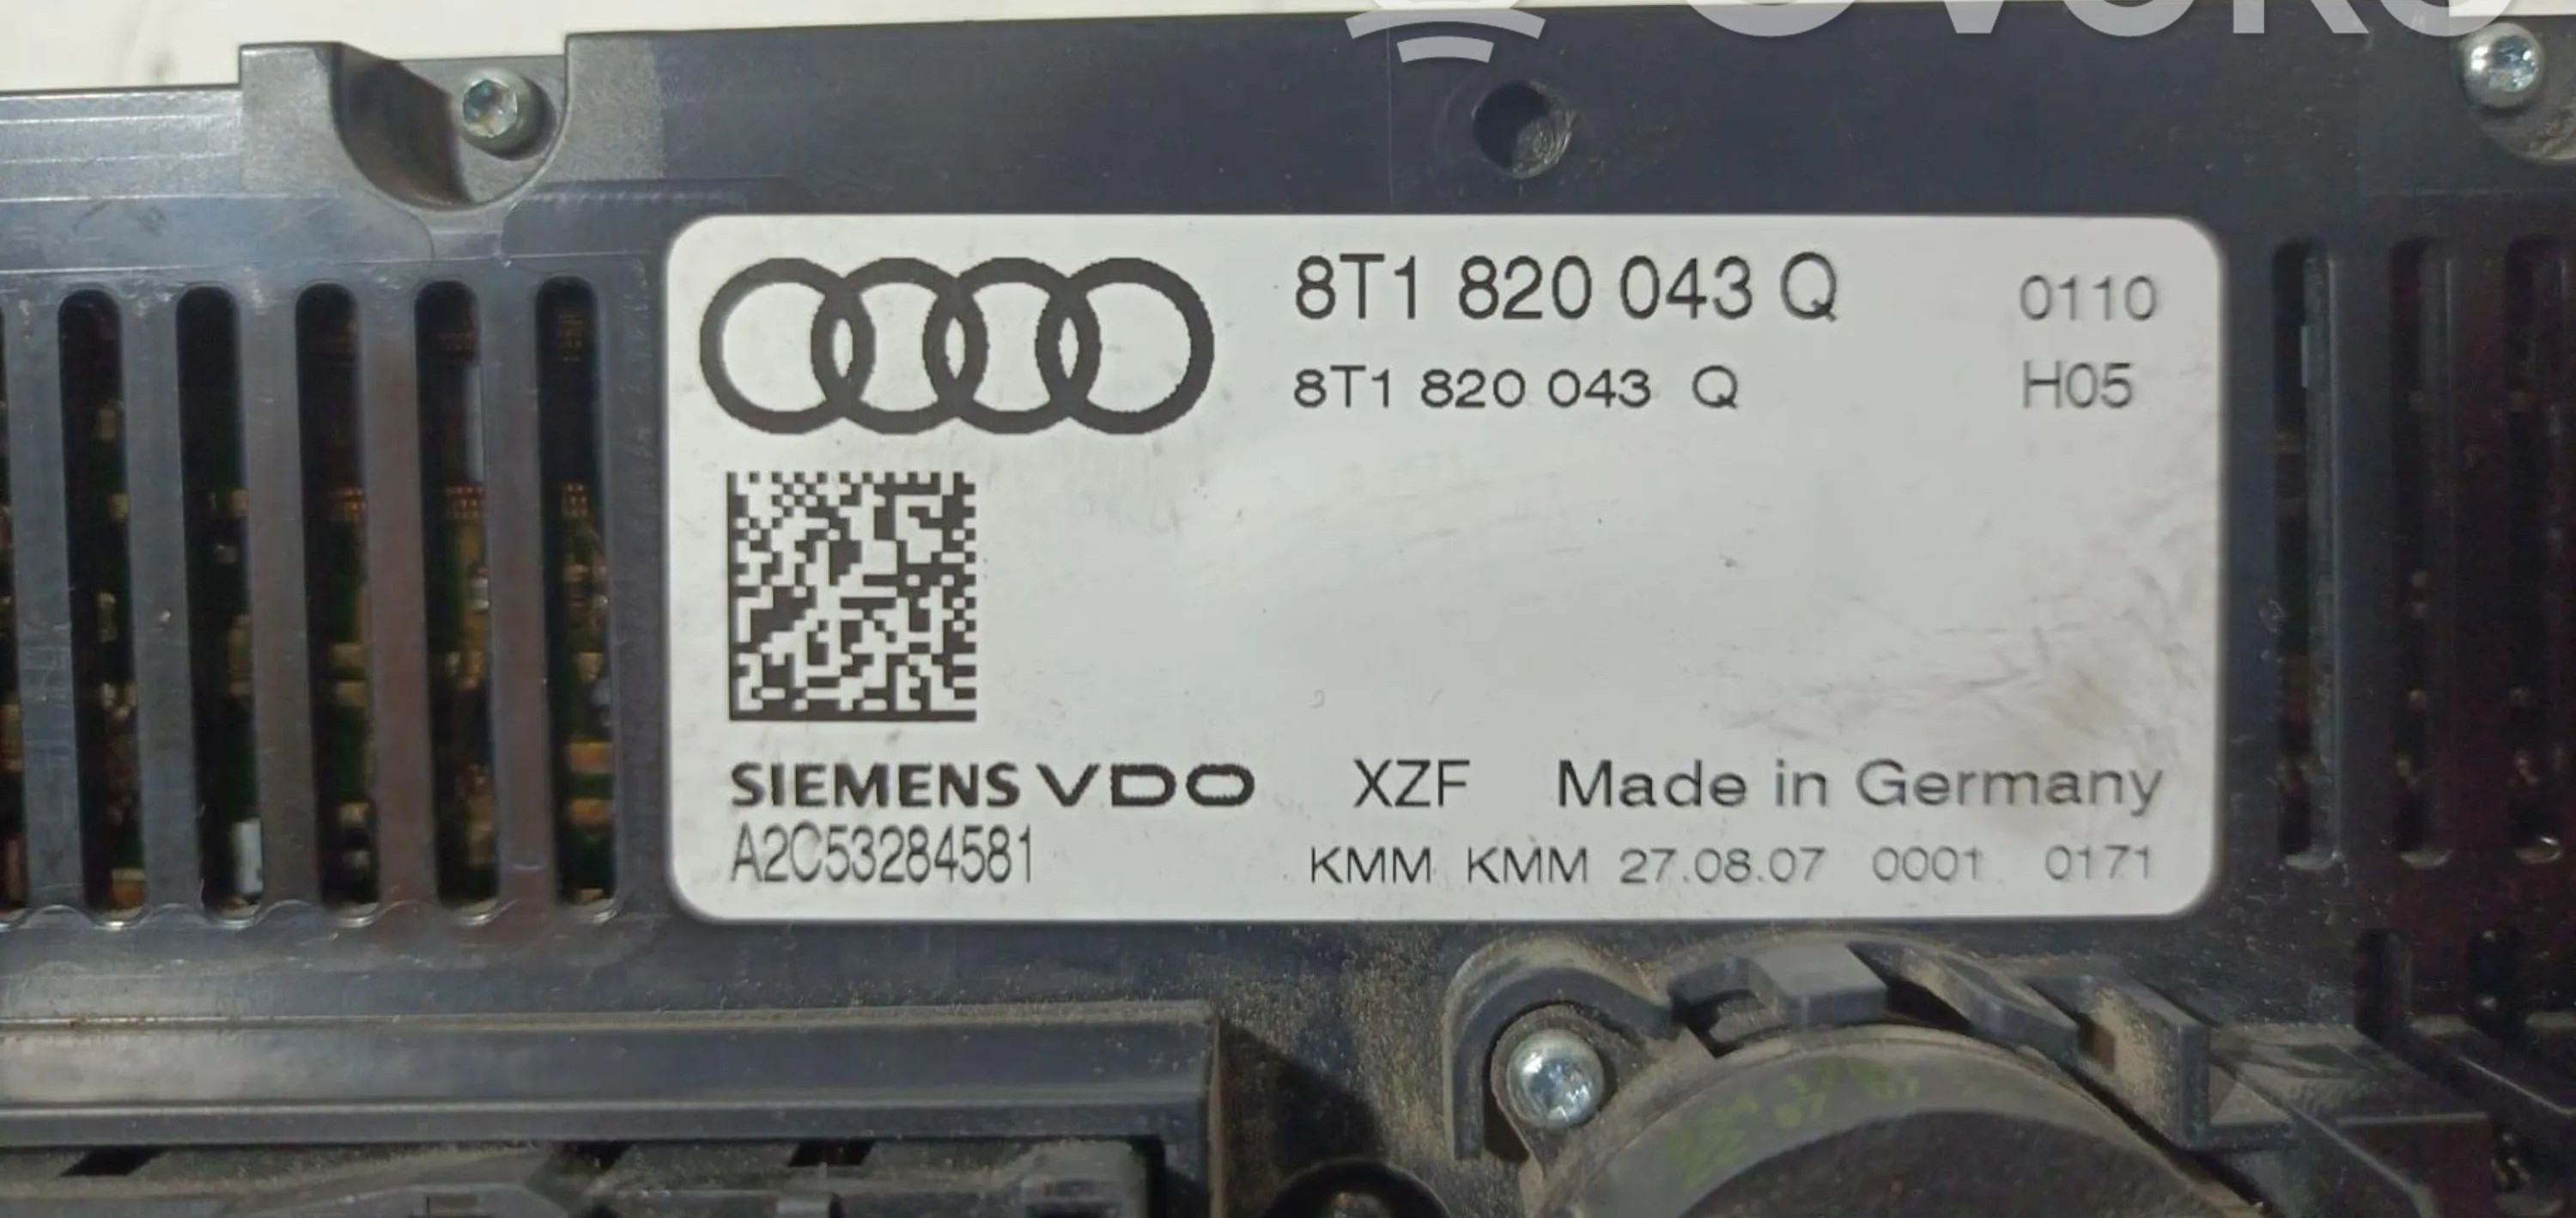 8T1 820 043 Q 0110
8T1 820 043 Q H05
SIEMENS VDO XZF Made in Germany
A2C53284581 KMM KMM 27.08.07 0001 0171